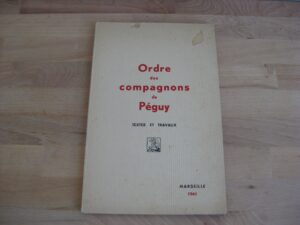 Ordre
des
compagnons
de
Péguy
TEXTES ET TRAVAUX
MARSEILLE